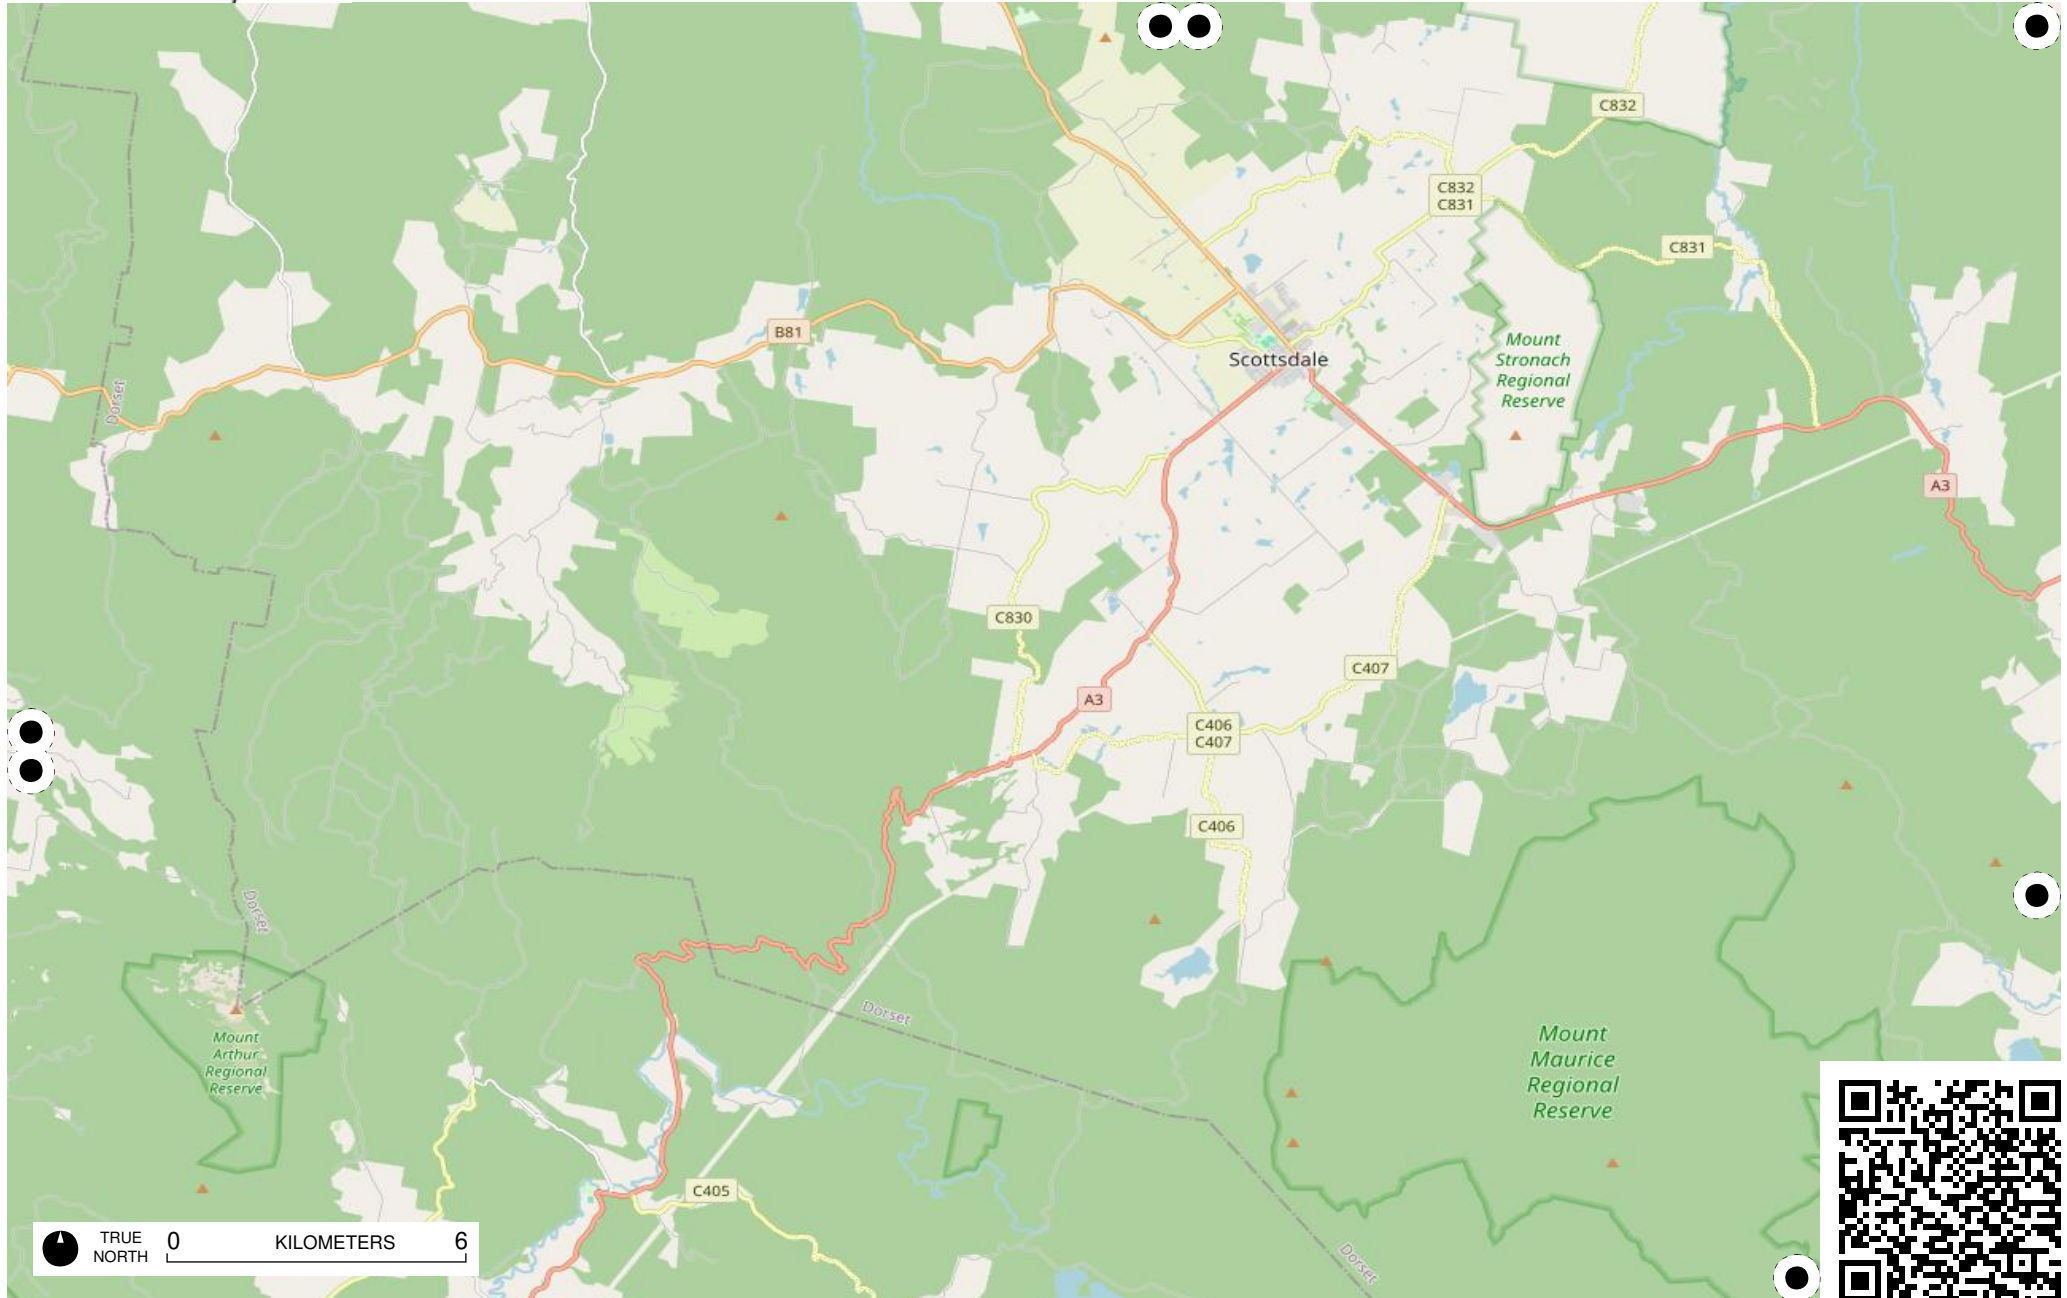 C832
C832
C831
C831
B81
Mount
Stronach
Regional
Reserve
Scottsdale
Dorset
A3
C830
C407
A3
C406
C407
C406
Dorset
Dorset
Mount
Arthur
Regional
Reserve
Mount
Maurice
Regional
Reserve
C405
Dorset
TRUE
NORTH
0 KILOMETERS 6